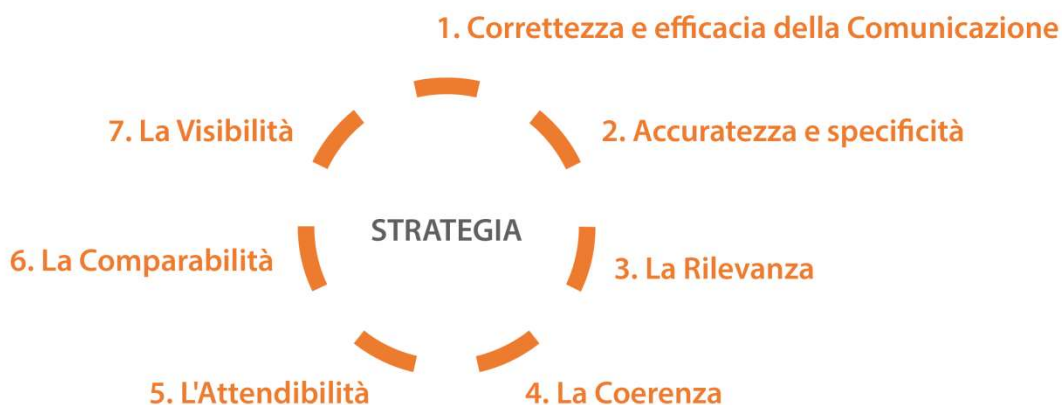 1. Correttezza e efficacia della Comunicazione
7. La Visibilità
2. Accuratezza e specificità
STRATEGIA
6. La Comparabilità
3. La Rilevanza
5. L'Attendibilità
4. La Coerenza